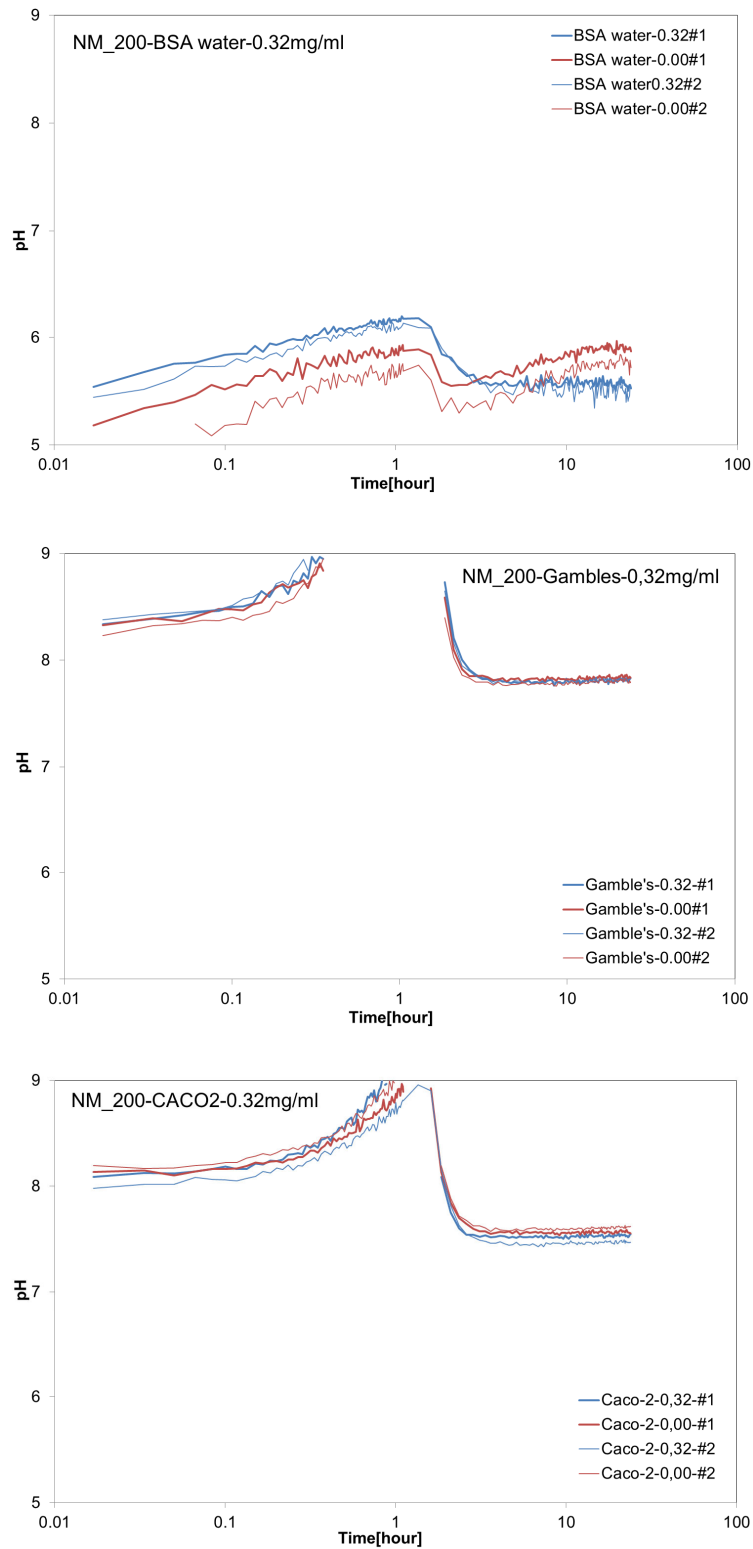 NM_200-BSA water-0.32mg/ml
BSA water-0.32#1
BSA water-0.00#1
BSA water0.32#2
BSA water-0.00#2
9
8
7
6
5
pH
0.01 0.1 1 10 100
Time[hour]
NM_200-Gambles-0,32mg/ml
9
8
7
6
5
pH
Gamble's-0.32-#1
Gamble's-0.00#1
Gamble's-0.32-#2
Gamble's-0.00#2
0.01 0.1 1 10 100
Time[hour]
NM_200-CACO2-0.32mg/ml
9
8
7
6
5
pH
Caco-2-0,32-#1
Caco-2-0,00-#1
Caco-2-0,32-#2
Caco-2-0,00-#2
0.01 0.1 1 10 100
Time[hour]